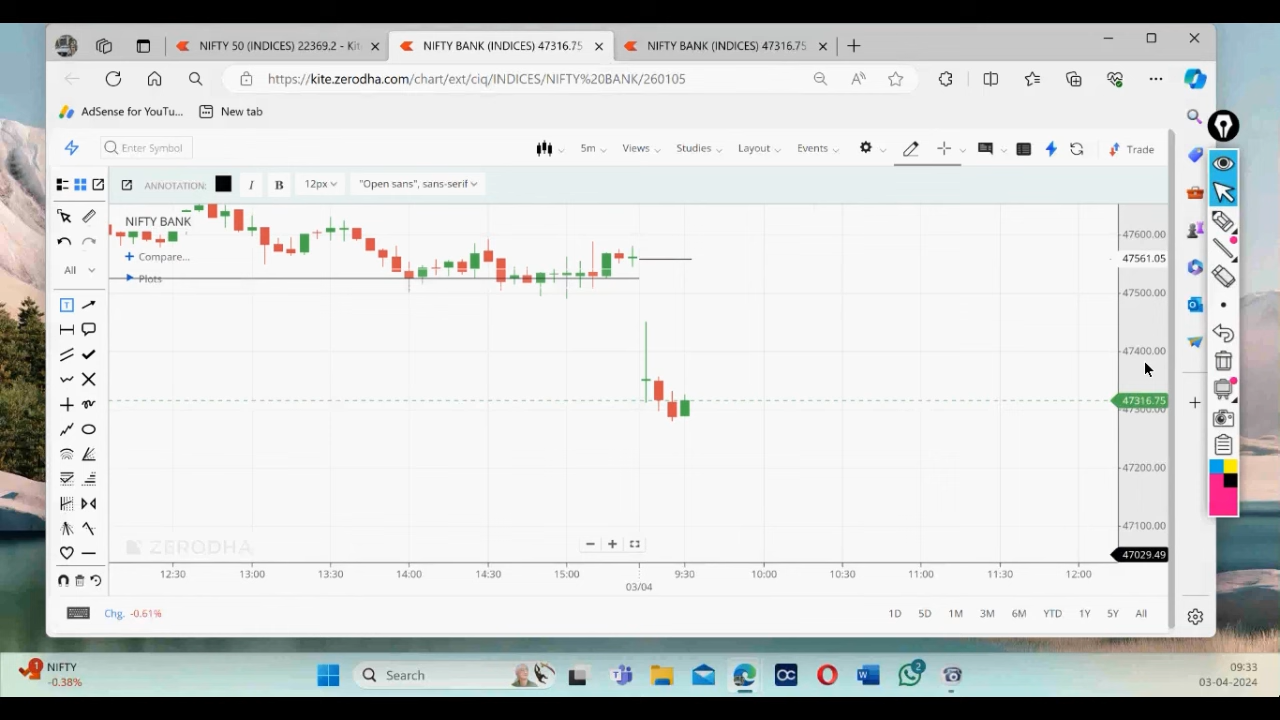 NIFTY 50 (INDICES) 22369.2 - Kit
NIFTY BANK (INDICES) 47316.75
NIFTY BANK (INDICES) 47316.75
https://kite.zerodha.com/chart/ext/ciq/INDICES/NIFTY%20BANK/260105
AdSense for YouTu...
New tab
Enter Symbol
5m
Views
Studies
Layout
Events
Trade
ANNOTATION:
I
B
12px
"Open sans", sans-serif
NIFTY BANK
Compare...
Plots
All
T
47600.00
47561.05
47500.00
47400.00
47316.75
47300.00
47200.00
47100.00
47029.49
ZERODHA
12:30 13:00 13:30 14:00 14:30 15:00 9:30 10:00 10:30 11:00 11:30 12:00
03/04
Chg. -0.61%
1D 5D 1M 3M 6M YTD 1Y 5Y All
1
NIFTY
-0.38%
Search
2
09:33
03-04-2024